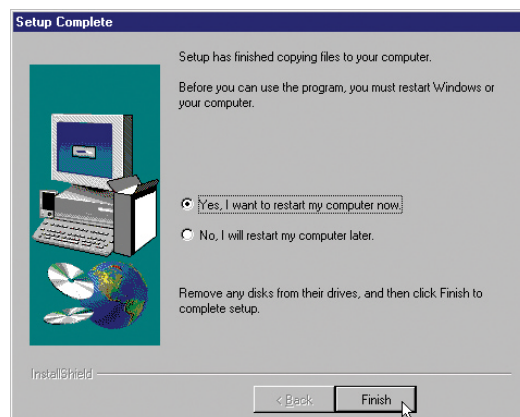 Setup Complete
Setup has finished copying files to your computer.
Before you can use the program, you must restart Windows or
your computer.
Yes, I want to restart my computer now.
No, I will restart my computer later.
Remove any disks from their drives, and then click Finish to
complete setup.
InstallShield
< Back
Finish